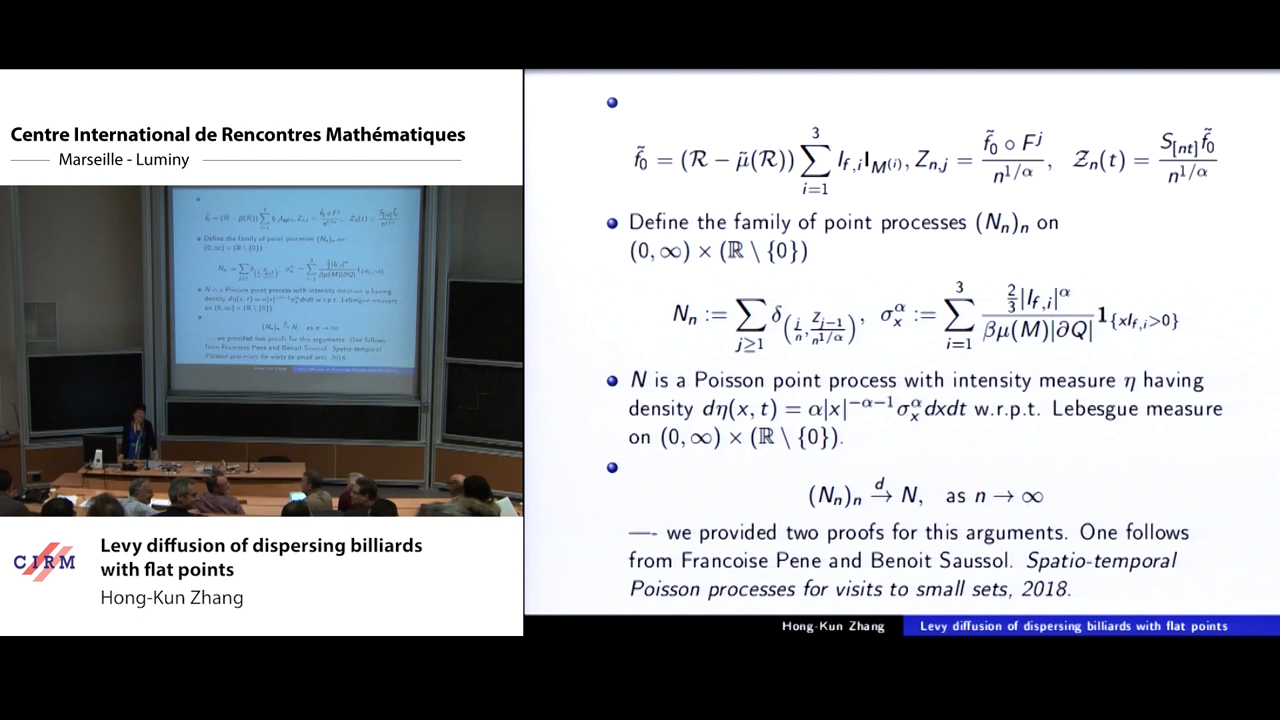 Centre International de Rencontres Mathématiques
Marseille - Luminy
CIRM
Levy diffusion of dispersing billiards
with flat points
Hong-Kun Zhang
f̃₀ = (ℛ − μ̃(ℛ)) ∑_{i=1}^{3} I_{f,i} I_{M^{(i)}}, Z_{n,j} = f̃₀ ∘ F^j / n^{1/α}, 𝒵_n(t) = S_{[nt]} f̃₀ / n^{1/α}
Define the family of point processes (N_n)_n on
(0, ∞) × (ℝ \ {0})
N_n := ∑_{j≥1} δ_{(j/n, Z_{j−1}/n^{1/α})}, σ_x^α := ∑_{i=1}^{3} (2/3 |I_{f,i}|^α) / (βμ(M)|∂Q|) 1_{{xI_{f,i}>0}}
N is a Poisson point process with intensity measure η having
density dη(x, t) = α|x|^{−α−1} σ_x^α dxdt w.r.p.t. Lebesgue measure
on (0, ∞) × (ℝ \ {0}).
(N_n)_n →^d N, as n → ∞
—- we provided two proofs for this arguments. One follows
from Francoise Pene and Benoit Saussol. Spatio-temporal
Poisson processes for visits to small sets, 2018.
Hong-Kun Zhang Levy diffusion of dispersing billiards with flat points